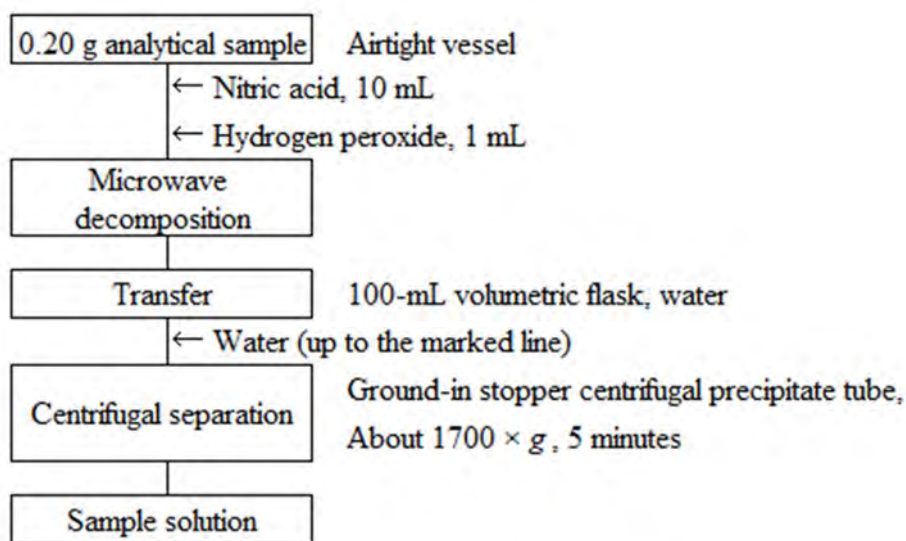 0.20 g analytical sample Airtight vessel
← Nitric acid, 10 mL
← Hydrogen peroxide, 1 mL
Microwave
decomposition
Transfer 100-mL volumetric flask, water
← Water (up to the marked line)
Centrifugal separation
Ground-in stopper centrifugal precipitate tube,
About 1700 × g , 5 minutes
Sample solution